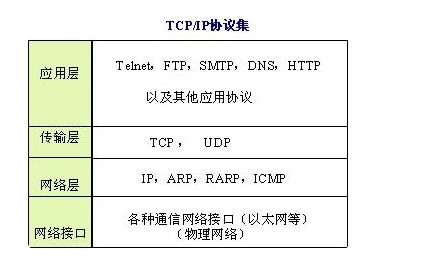 TCP/IP协议集
应用层
Telnet, FTP, SMTP, DNS, HTTP
以及其他应用协议
传输层
TCP， UDP
网络层
IP, ARP, RARP, ICMP
网络接口
各种通信网络接口（以太网等）
（物理网络）